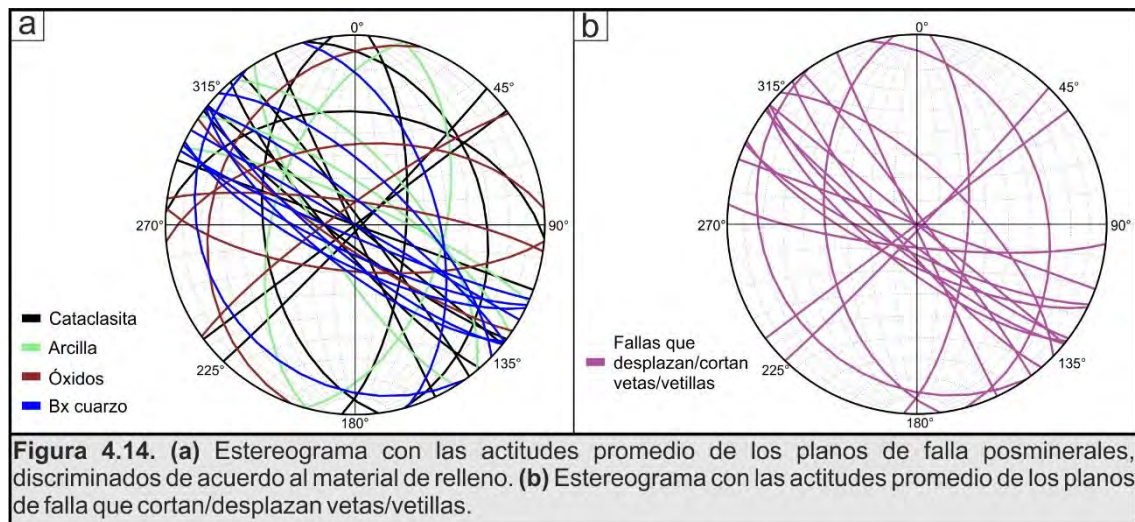 a
0°
45°
90°
135°
180°
225°
270°
315°
Cataclasita
Arcilla
Óxidos
Bx cuarzo
b
0°
45°
90°
135°
180°
225°
270°
315°
Fallas que
desplazan/cortan
vetas/vetillas
Figura 4.14. (a) Estereograma con las actitudes promedio de los planos de falla posminerales,
discriminados de acuerdo al material de relleno. (b) Estereograma con las actitudes promedio de los planos
de falla que cortan/desplazan vetas/vetillas.